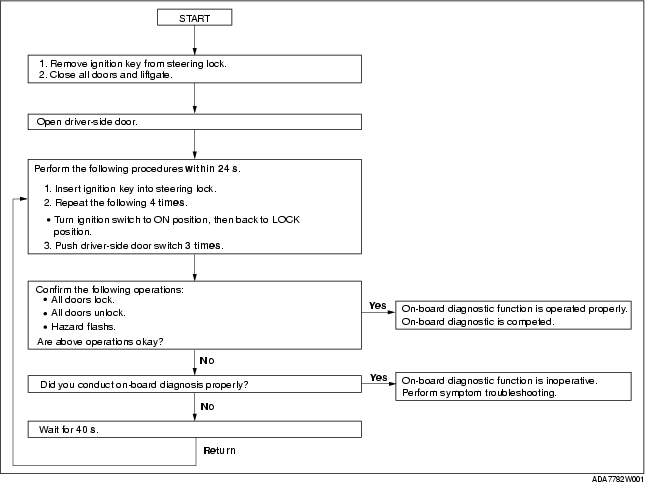 START
1. Remove ignition key from steering lock.
2. Close all doors and liftgate.
Open driver-side door.
Perform the following procedures within 24 s.
1. Insert ignition key into steering lock.
2. Repeat the following 4 times.
• Turn ignition switch to ON position, then back to LOCK
position.
3. Push driver-side door switch 3 times.
Confirm the following operations:
• All doors lock.
• All doors unlock.
• Hazard flashs.
Are above operations okay?
Yes
On-board diagnostic function is operated properly.
On-board diagnostic is competed.
No
Did you conduct on-board diagnosis properly?
Yes
On-board diagnostic function is inoperative.
Perform symptom troubleshooting.
No
Wait for 40 s.
Return
ADA7782W001